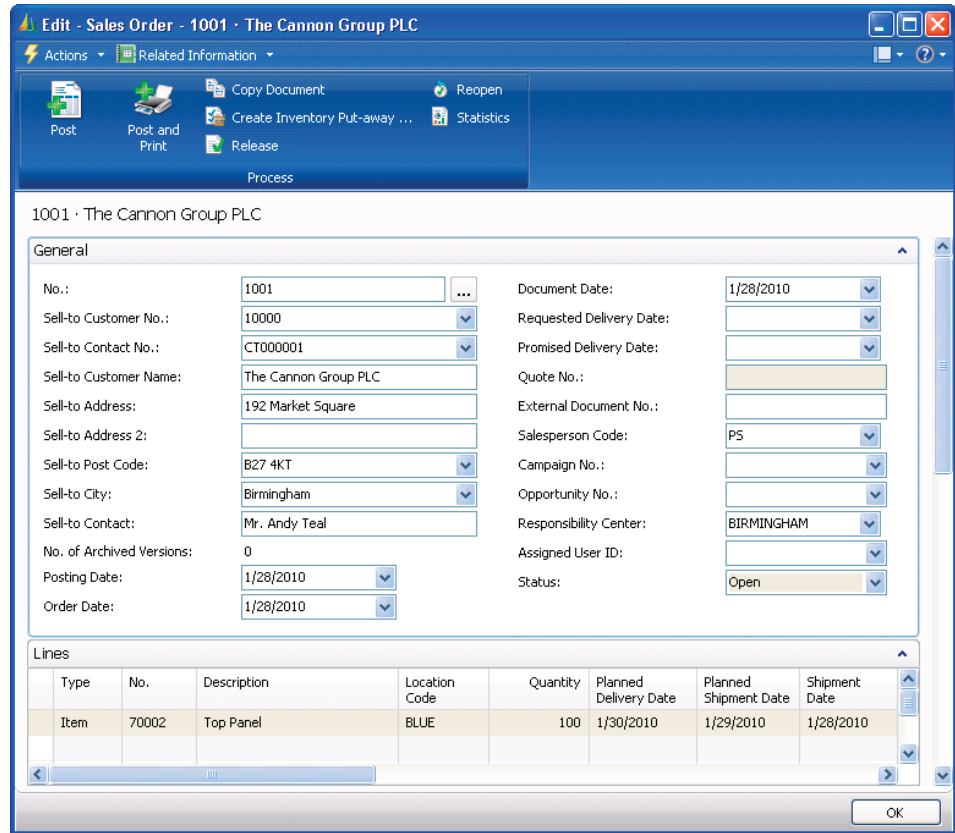 Edit - Sales Order - 1001 · The Cannon Group PLC
Actions Related Information
Post
Post and Print
Copy Document
Create Inventory Put-away ...
Release
Reopen
Statistics
Process
1001 · The Cannon Group PLC
General
No.: 1001 ...
Sell-to Customer No.: 10000
Sell-to Contact No.: CT000001
Sell-to Customer Name: The Cannon Group PLC
Sell-to Address: 192 Market Square
Sell-to Address 2:
Sell-to Post Code: B27 4KT
Sell-to City: Birmingham
Sell-to Contact: Mr. Andy Teal
No. of Archived Versions: 0
Posting Date: 1/28/2010
Order Date: 1/28/2010
Document Date: 1/28/2010
Requested Delivery Date:
Promised Delivery Date:
Quote No.:
External Document No.:
Salesperson Code: PS
Campaign No.:
Opportunity No.:
Responsibility Center: BIRMINGHAM
Assigned User ID:
Status: Open
Lines
Type No. Description Location Code Quantity Planned Delivery Date Planned Shipment Date Shipment Date
Item 70002 Top Panel BLUE 100 1/30/2010 1/29/2010 1/28/2010
OK